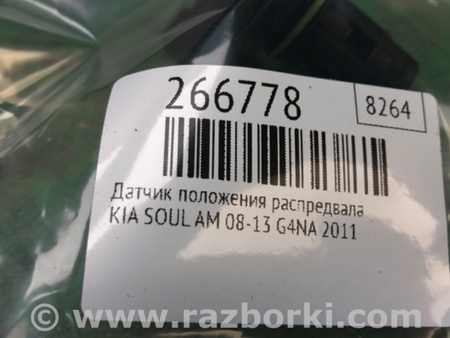 266778
8264
Датчик положения распредвала
KIA SOUL AM 08-13 G4NA 2011
www.razborki.com